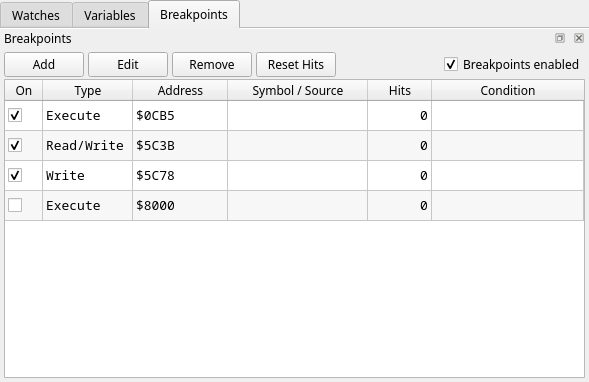 Watches Variables Breakpoints
Breakpoints
Add Edit Remove Reset Hits Breakpoints enabled
On Type Address Symbol / Source Hits Condition
Execute $0CB5 0
Read/Write $5C3B 0
Write $5C78 0
Execute $8000 0